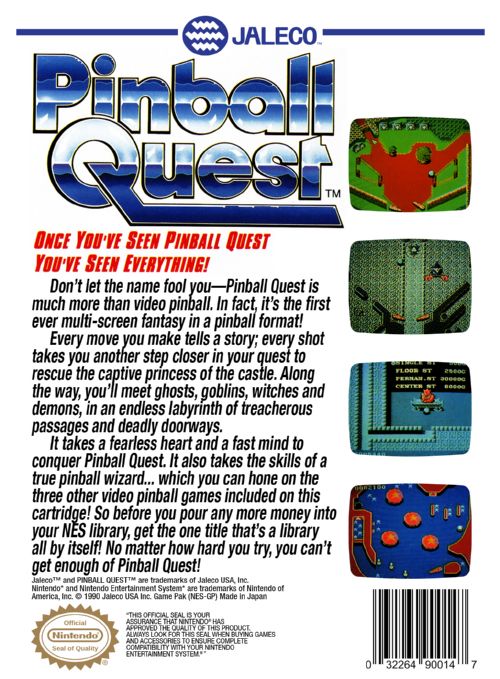 JALECO™
Pinball
Quest™
ONCE YOU'VE SEEN PINBALL QUEST
YOU'VE SEEN EVERYTHING!
Don't let the name fool you—Pinball Quest is
much more than video pinball. In fact, it's the first
ever multi-screen fantasy in a pinball format!
Every move you make tells a story; every shot
takes you another step closer in your quest to
rescue the captive princess of the castle. Along
the way, you'll meet ghosts, goblins, witches and
demons, in an endless labyrinth of treacherous
passages and deadly doorways.
It takes a fearless heart and a fast mind to
conquer Pinball Quest. It also takes the skills of a
true pinball wizard... which you can hone on the
three other video pinball games included on this
cartridge! So before you pour any more money into
your NES library, get the one title that's a library
all by itself! No matter how hard you try, you can't
get enough of Pinball Quest!
Jaleco™ and PINBALL QUEST™ are trademarks of Jaleco USA, Inc.
Nintendo® and Nintendo Entertainment System® are trademarks of Nintendo of
America, Inc. © 1990 Jaleco USA Inc. Game Pak (NES-GP) Made in Japan
Official
Nintendo®
Seal of Quality
"THIS OFFICIAL SEAL IS YOUR
ASSURANCE THAT NINTENDO® HAS
APPROVED THE QUALITY OF THIS PRODUCT.
ALWAYS LOOK FOR THIS SEAL WHEN BUYING GAMES
AND ACCESSORIES TO ENSURE COMPLETE
COMPATIBILITY WITH YOUR NINTENDO
ENTERTAINMENT SYSTEM.®"
FLOOR ST
CENTER ST
0 32264 90014 7